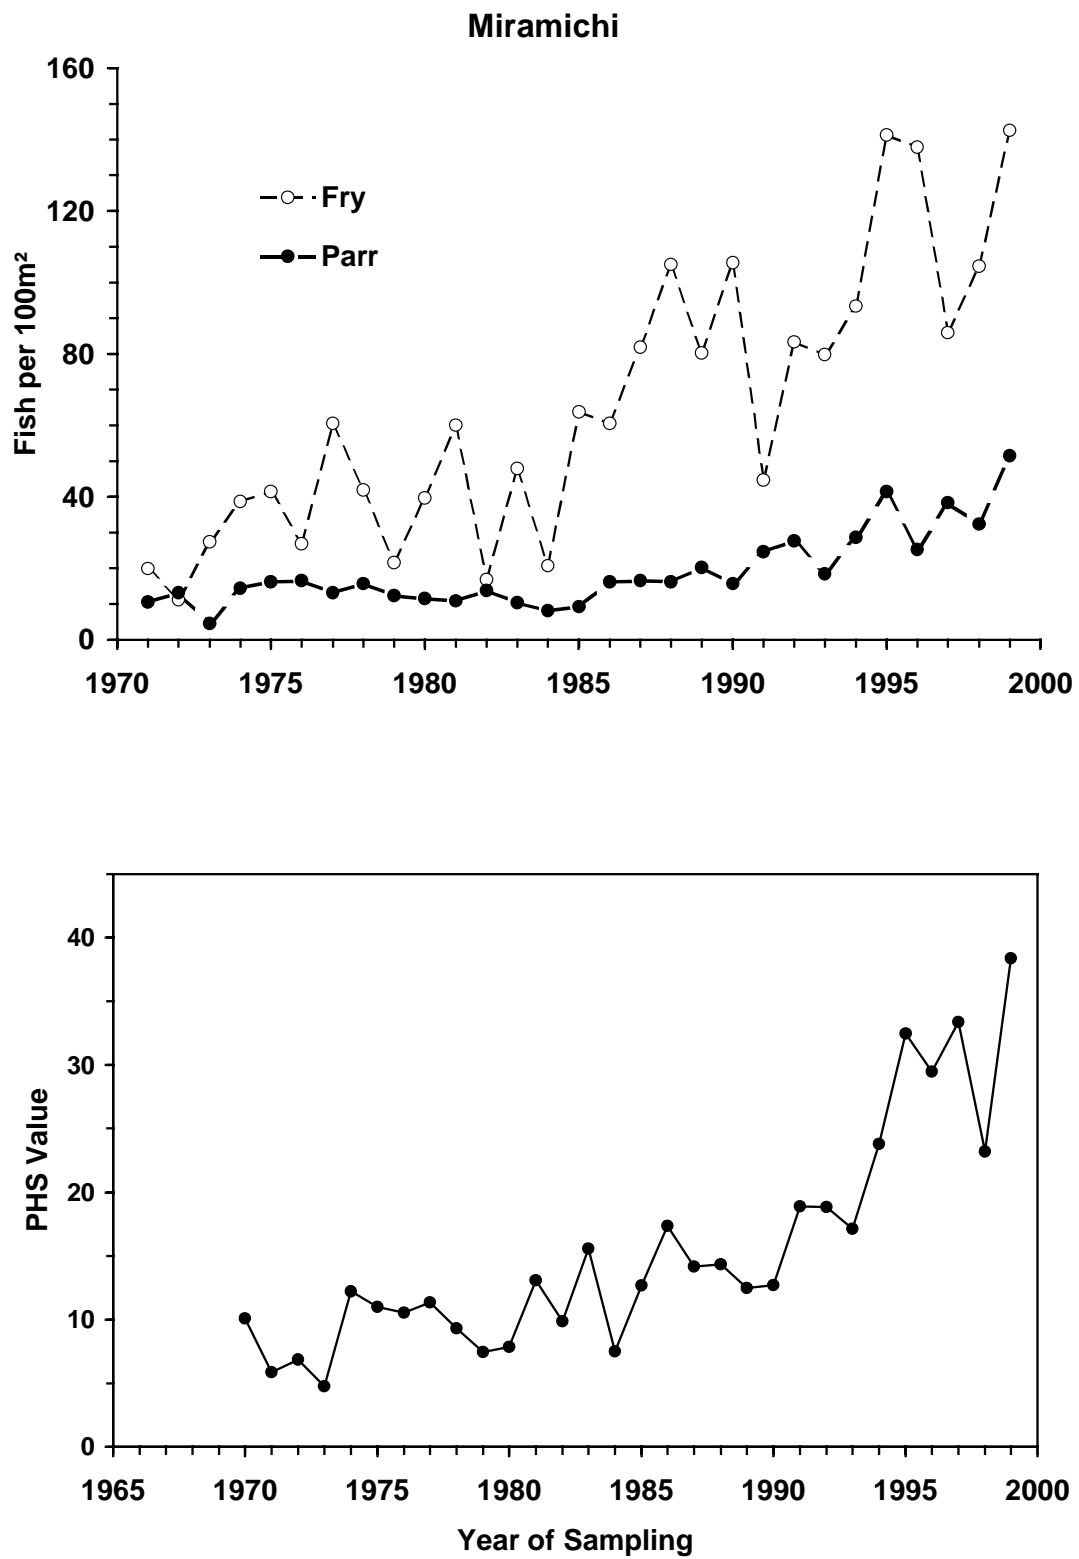 Miramichi
160
120
80
40
0
Fish per 100m²
Fry
Parr
1970 1975 1980 1985 1990 1995 2000
40
30
20
10
0
PHS Value
1965 1970 1975 1980 1985 1990 1995 2000
Year of Sampling